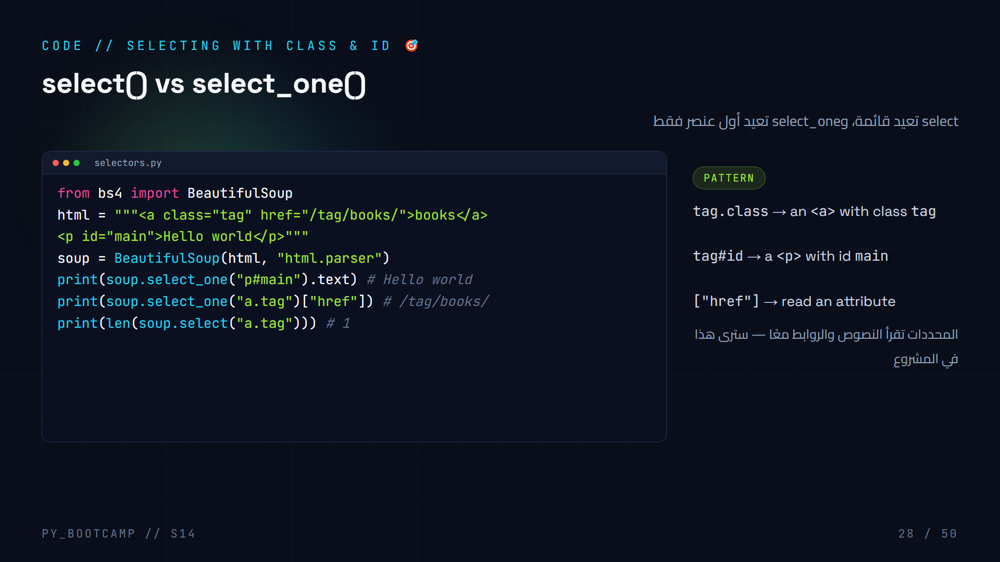 CODE // SELECTING WITH CLASS & ID 🎯
select() vs select_one()
select تعيد قائمة، وselect_one تعيد أول عنصر فقط
selectors.py
from bs4 import BeautifulSoup
html = """<a class="tag" href="/tag/books/">books</a>
<p id="main">Hello world</p>"""
soup = BeautifulSoup(html, "html.parser")
print(soup.select_one("p#main").text) # Hello world
print(soup.select_one("a.tag")["href"]) # /tag/books/
print(len(soup.select("a.tag"))) # 1
PATTERN
tag.class → an <a> with class tag
tag#id → a <p> with id main
["href"] → read an attribute
المحددات تقرأ النصوص والروابط معًا — سترى هذا
في المشروع
PY_BOOTCAMP // S14
28 / 50